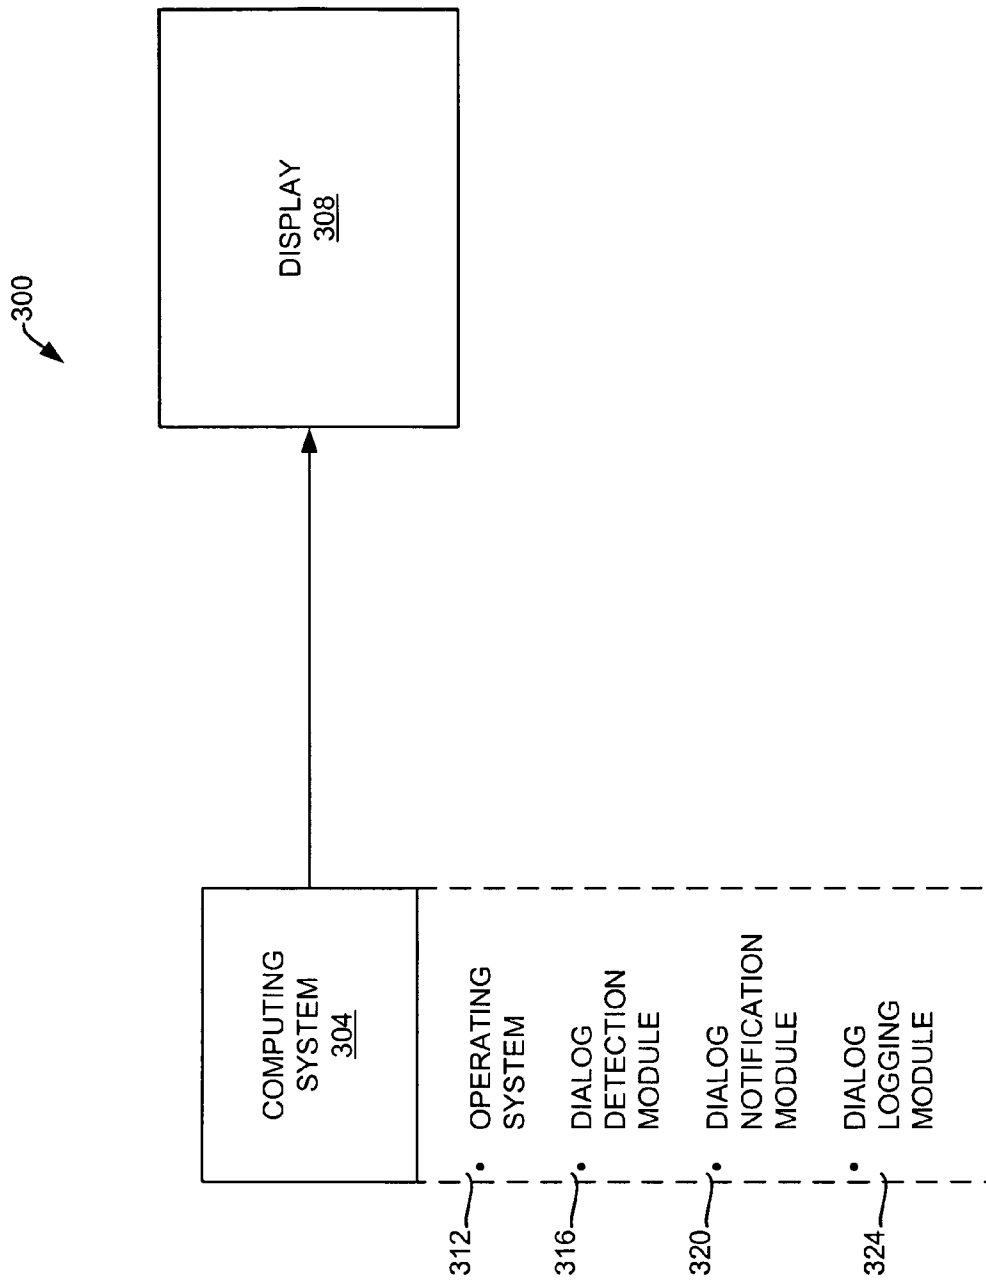 300
COMPUTING
SYSTEM
304
DISPLAY
308
312
• OPERATING
SYSTEM
316
• DIALOG
DETECTION
MODULE
320
• DIALOG
NOTIFICATION
MODULE
324
• DIALOG
LOGGING
MODULE